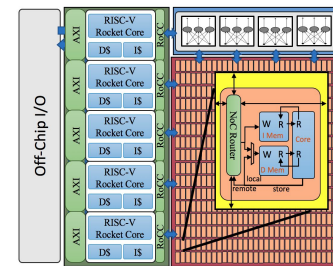 Off-Chip I/O
AXI
RISC-V
Rocket Core
D$ I$
RoCC
AXI
RISC-V
Rocket Core
D$ I$
RoCC
AXI
RISC-V
Rocket Core
D$ I$
RoCC
AXI
RISC-V
Rocket Core
D$ I$
RoCC
AXI
RISC-V
Rocket Core
D$ I$
RoCC
NoC Router
W R R
I Mem
Core
W R R
D Mem
local
remote store